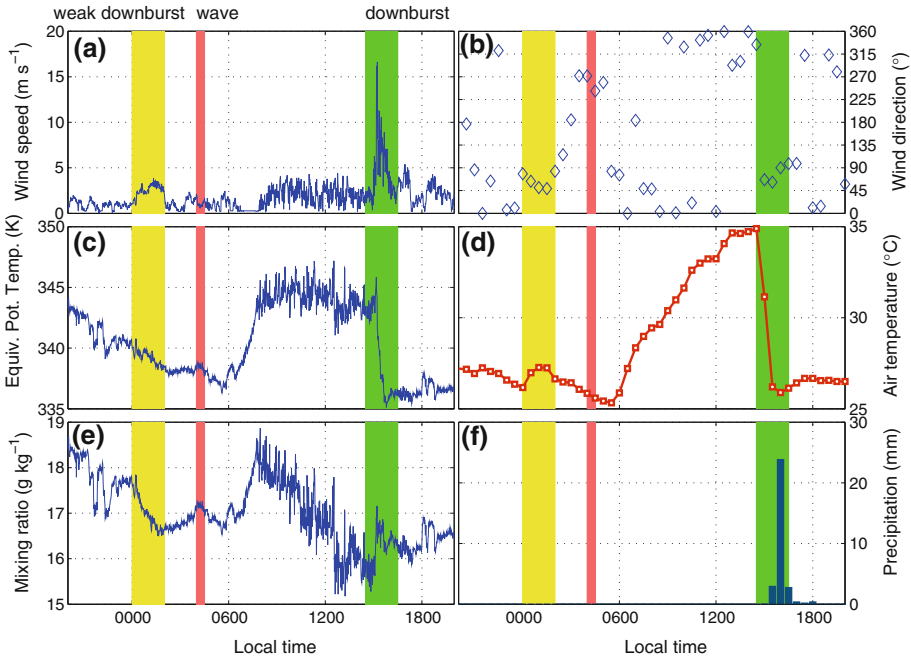 weak downburst wave downburst
(a) (b)
20
15
10
5
0
Wind speed (m s⁻¹)
360
315
270
225
180
135
90
45
0
Wind direction (°)
(c) (d)
350
345
340
335
Equiv. Pot. Temp. (K)
35
30
25
Air temperature (°C)
(e) (f)
19
18
17
16
15
Mixing ratio (g kg⁻¹)
30
20
10
0
Precipitation (mm)
0000 0600 1200 1800 0000 0600 1200 1800
Local time Local time